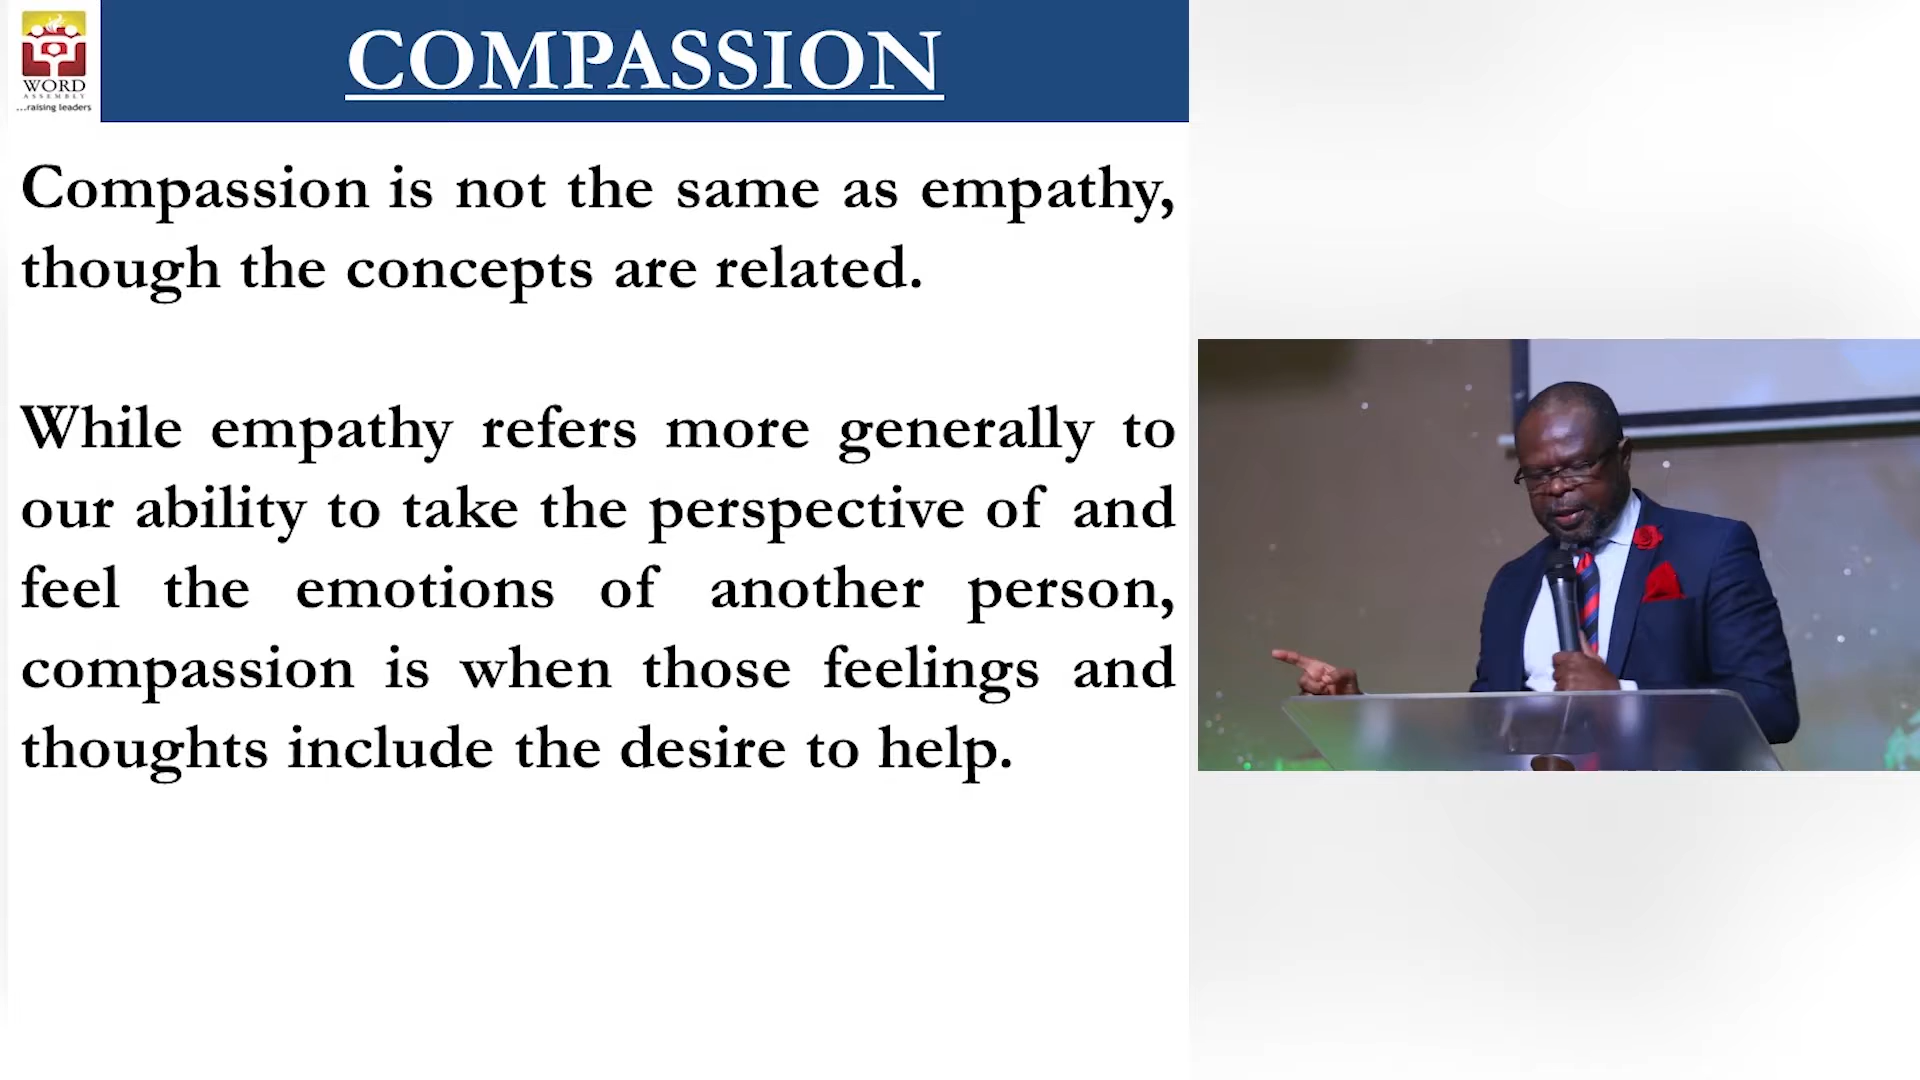 WORD
ASSEMBLY
...raising leaders
COMPASSION
Compassion is not the same as empathy,
though the concepts are related.
While empathy refers more generally to
our ability to take the perspective of and
feel the emotions of another person,
compassion is when those feelings and
thoughts include the desire to help.